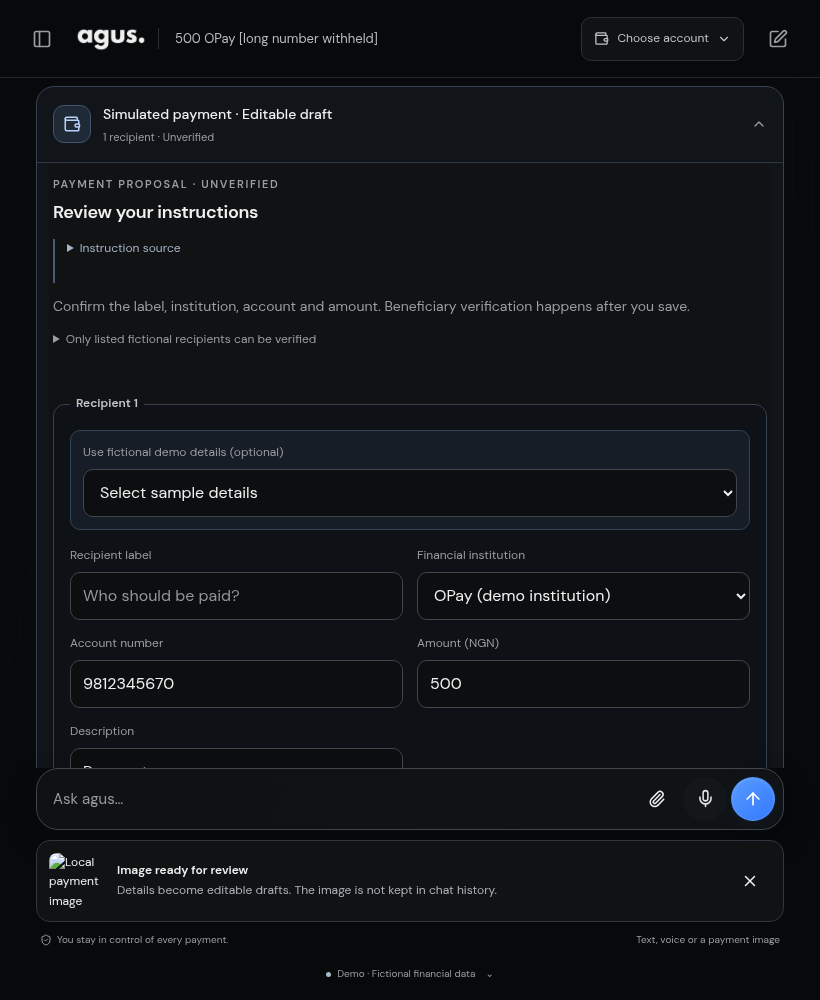 agus.
500 OPay [long number withheld]
Choose account
Simulated payment · Editable draft
1 recipient · Unverified
PAYMENT PROPOSAL · UNVERIFIED
Review your instructions
Instruction source
Confirm the label, institution, account and amount. Beneficiary verification happens after you save.
Only listed fictional recipients can be verified
Recipient 1
Use fictional demo details (optional)
Select sample details
Recipient label
Financial institution
Who should be paid?
OPay (demo institution)
Account number
Amount (NGN)
9812345670
500
Description
Ask agus...
Local
payment
image
Image ready for review
Details become editable drafts. The image is not kept in chat history.
You stay in control of every payment.
Text, voice or a payment image
Demo · Fictional financial data